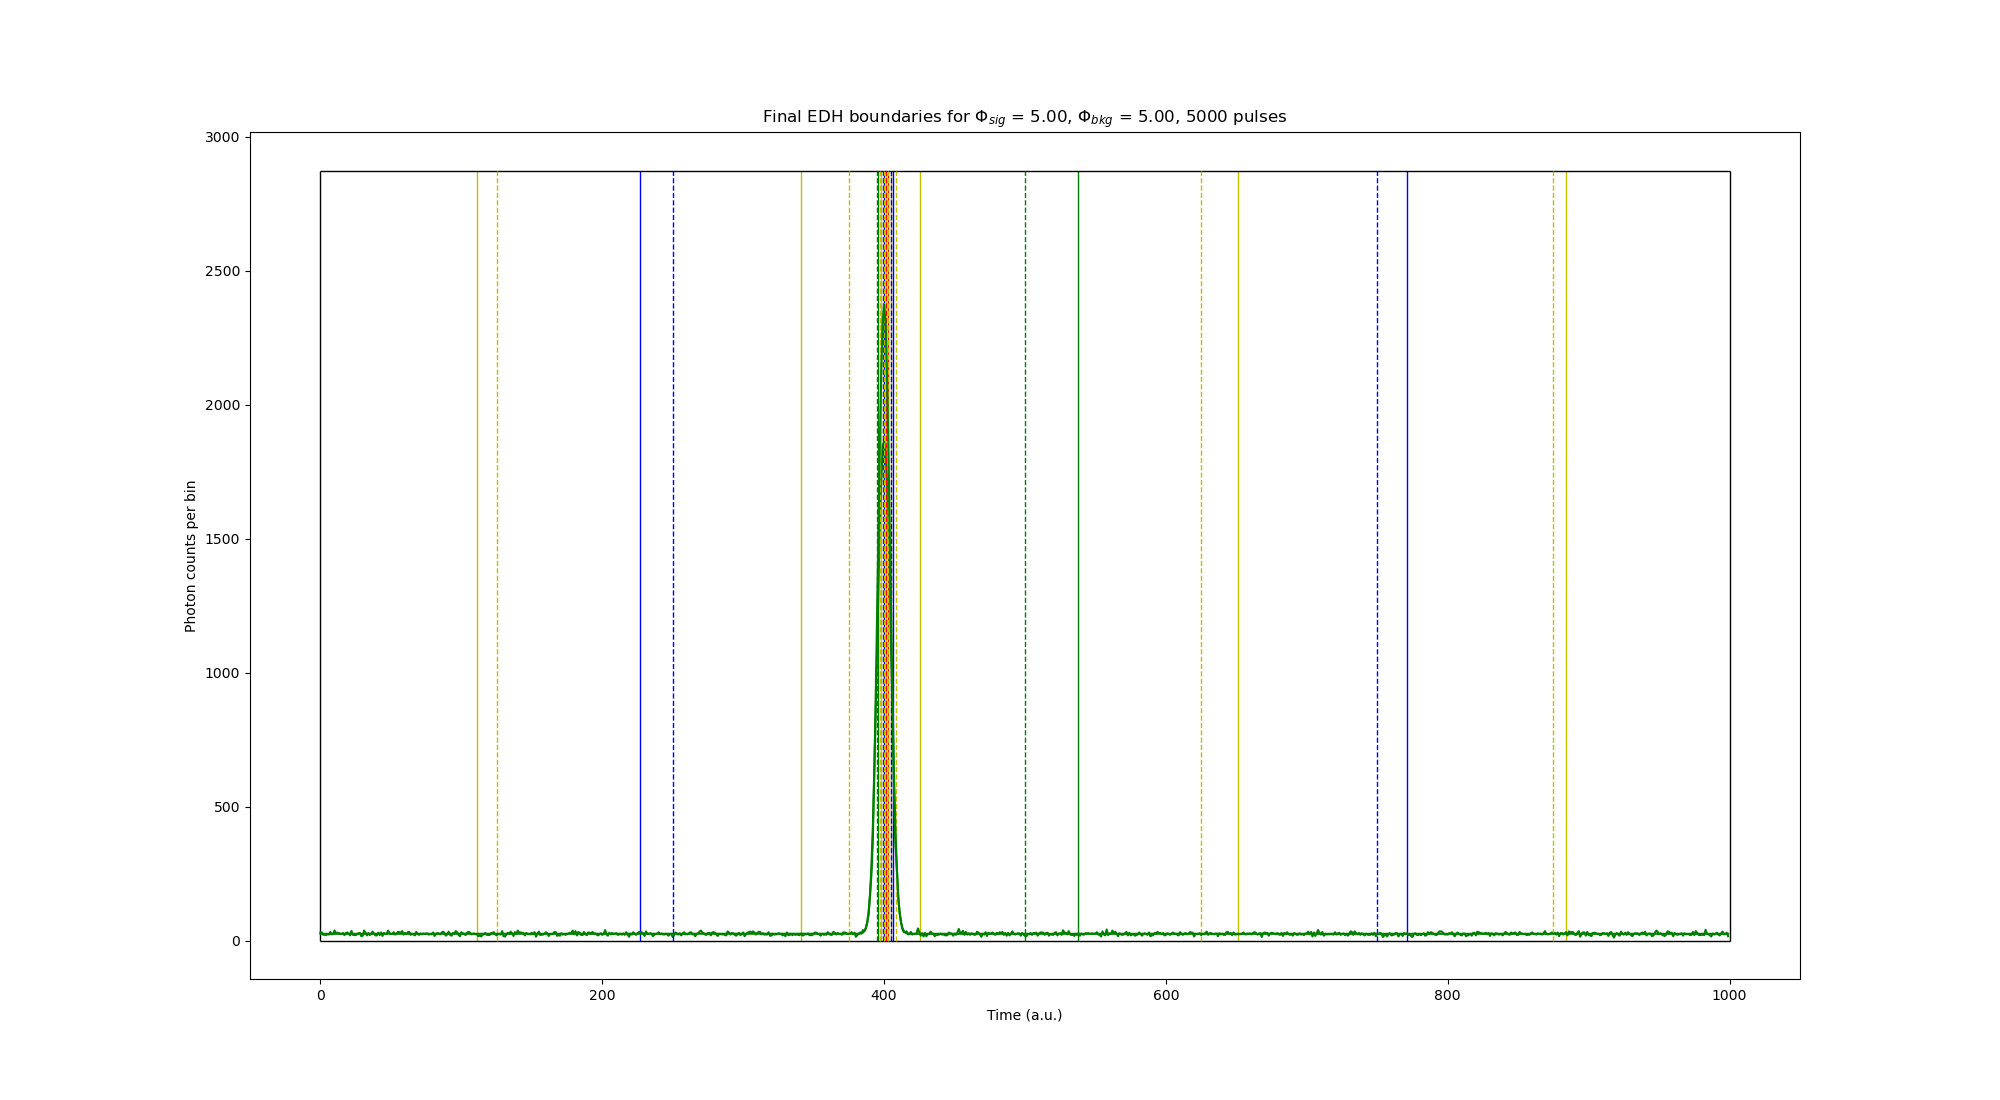 Final EDH boundaries for Φsig = 5.00, Φbkg = 5.00, 5000 pulses
3000
2500
2000
1500
1000
500
0
Photon counts per bin
0 200 400 600 800 1000
Time (a.u.)